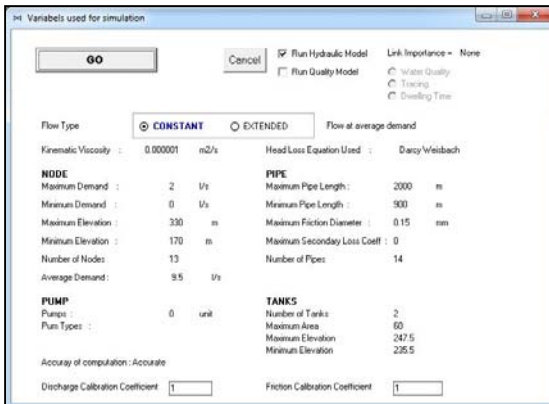 Variabels used for simulation
GO
Cancel
Run Hydraulic Model
Run Quality Model
Link Importance = None
Water Quality
Tracing
Dwelling Time
Flow Type CONSTANT EXTENDED Flow at average demand
Kinematic Viscosity : 0.000001 m2/s Head Loss Equation Used : Darcy Weisbach
NODE PIPE
Maximum Demand : 2 l/s Maximum Pipe Length : 2000 m
Minimum Demand : 0 l/s Minimum Pipe Length : 900 m
Maximum Elevation : 330 m Maximum Friction Diameter : 0.15 mm
Minimum Elevation : 170 m Maximum Secondary Loss Coeff : 0
Number of Nodes 13 Number of Pipes 14
Average Demand : 9.5 l/s
PUMP TANKS
Pumps : 0 unit Number of Tanks 2
Pum Types : Maximum Area 60
Maximum Elevation 247.5
Minimum Elevation 235.5
Accuray of computation : Accurate
Discharge Calibration Coefficient 1 Friction Calibration Coefficient 1